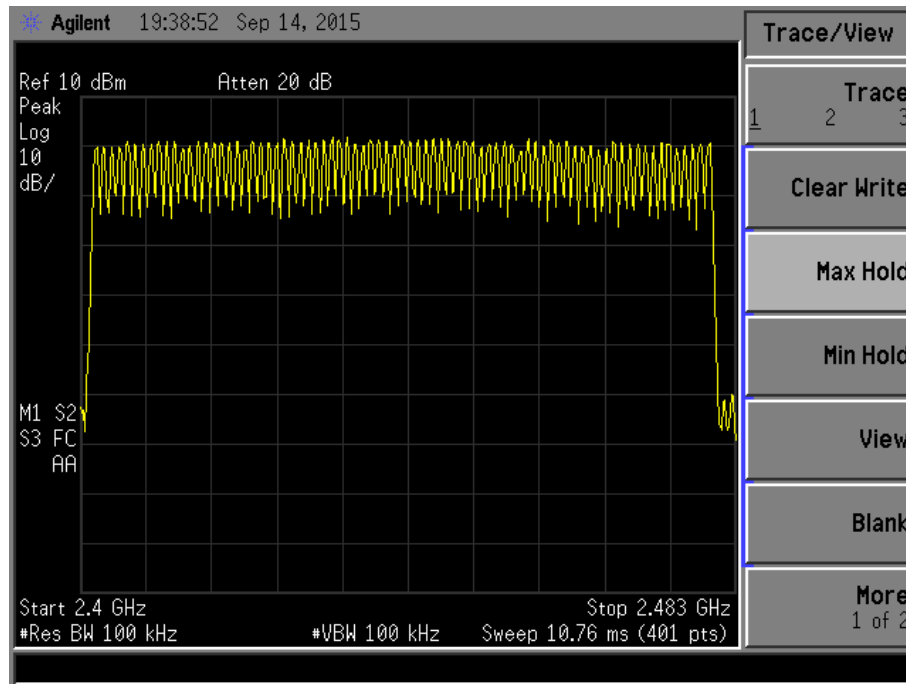 Agilent 19:38:52 Sep 14, 2015
Trace/View
Ref 10 dBm Atten 20 dB
Peak
Log
10
dB/
M1 S2
S3 FC
AA
Start 2.4 GHz Stop 2.483 GHz
#Res BW 100 kHz #VBW 100 kHz Sweep 10.76 ms (401 pts)
Trace
1 2 3
Clear Write
Max Hold
Min Hold
View
Blank
More
1 of 2